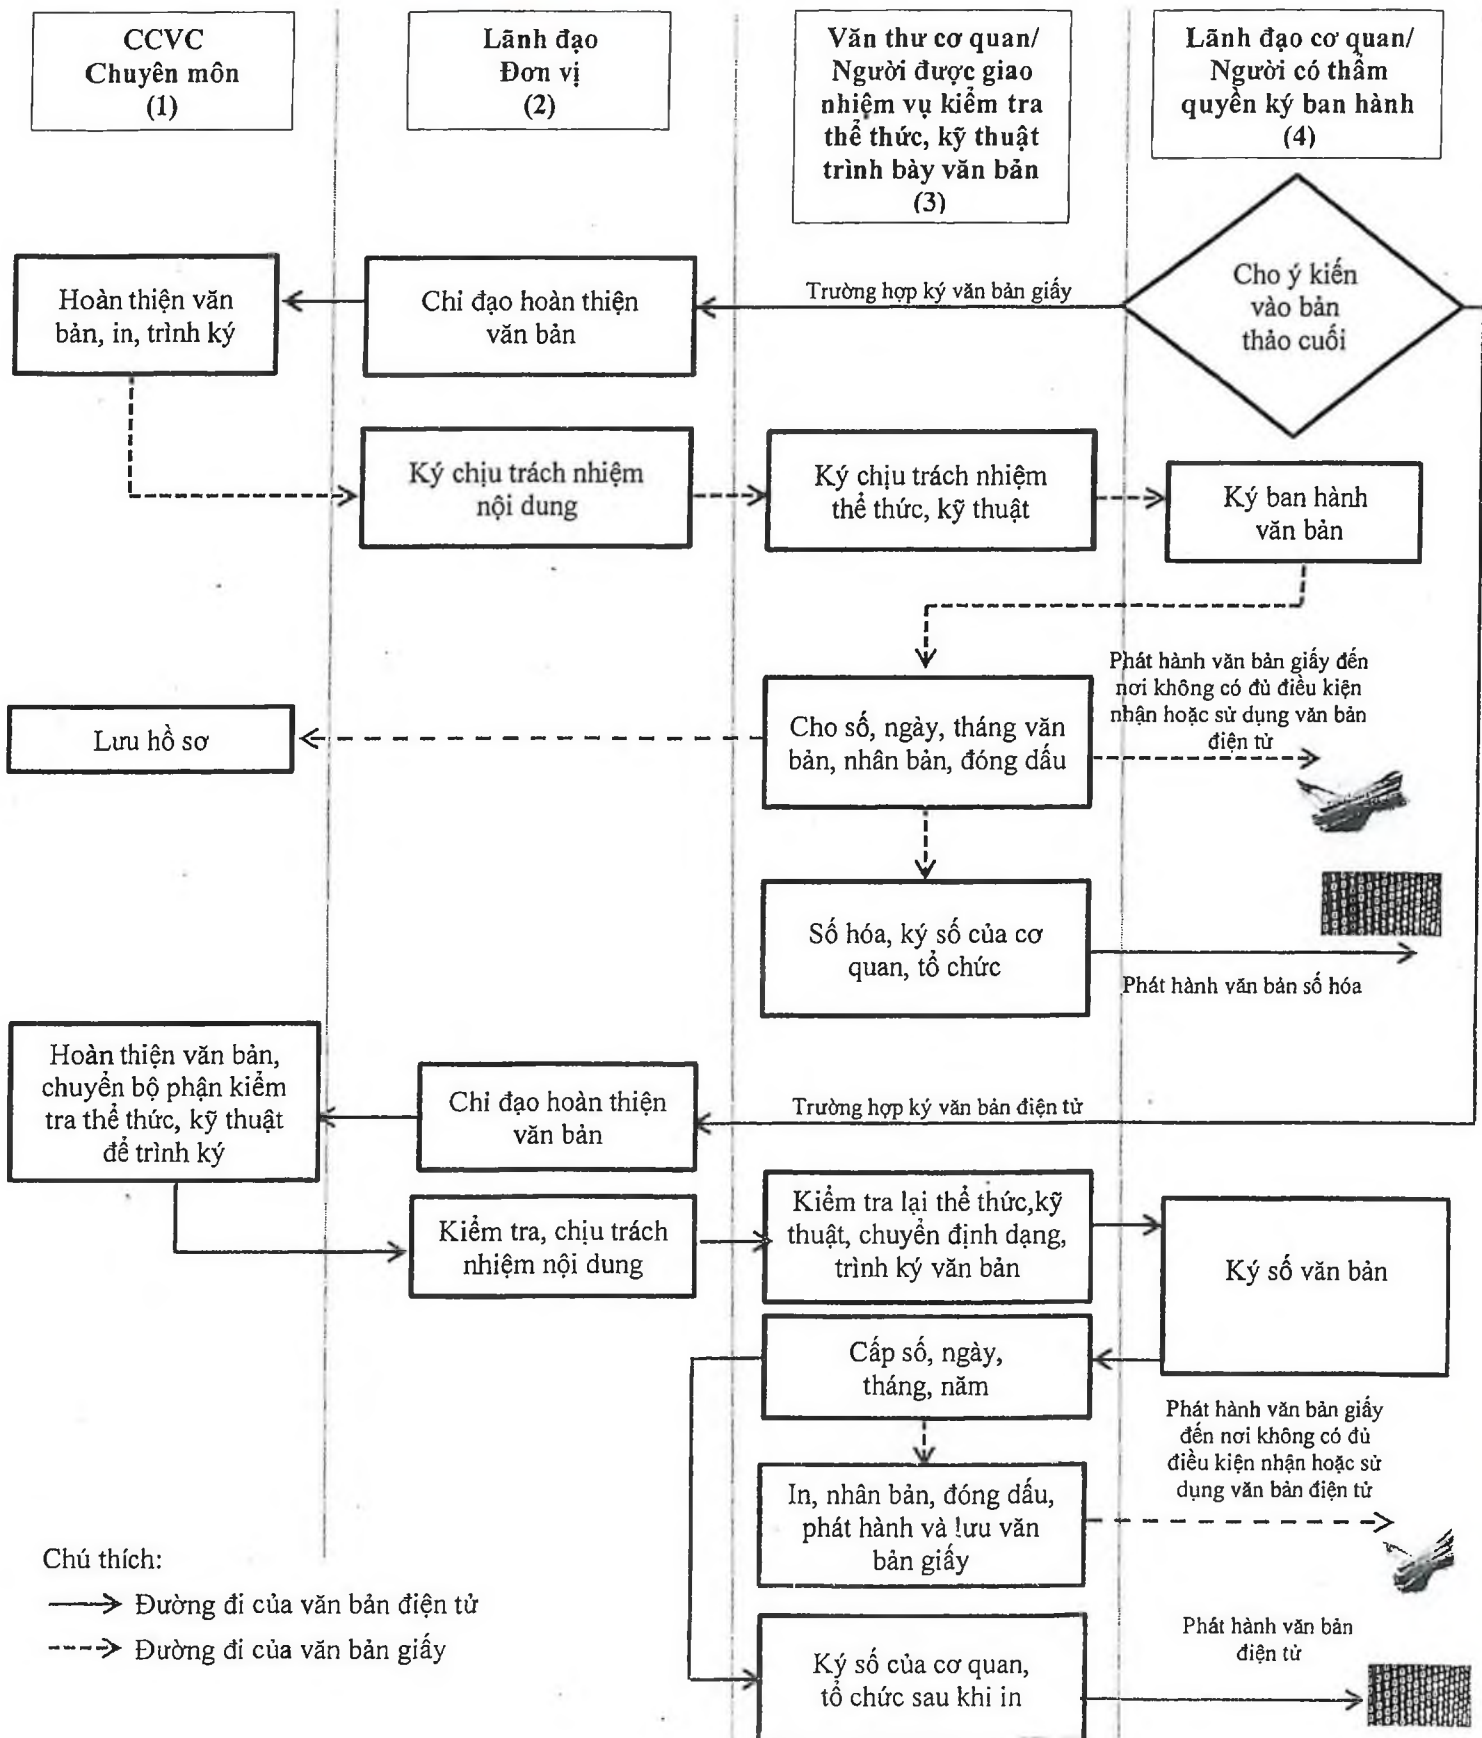 CCVC
Chuyên môn
(1)
Lãnh đạo
Đơn vị
(2)
Văn thư cơ quan/
Người được giao
nhiệm vụ kiểm tra
thể thức, kỹ thuật
trình bày văn bản
(3)
Lãnh đạo cơ quan/
Người có thẩm
quyền ký ban hành
(4)
Hoàn thiện văn
bản, in, trình ký
Chỉ đạo hoàn thiện
văn bản
Trường hợp ký văn bản giấy
Cho ý kiến
vào bản
thảo cuối
Ký chịu trách nhiệm
nội dung
Ký chịu trách nhiệm
thể thức, kỹ thuật
Ký ban hành
văn bản
Lưu hồ sơ
Cho số, ngày, tháng văn
bản, nhân bản, đóng dấu
Phát hành văn bản giấy đến
nơi không có đủ điều kiện
nhận hoặc sử dụng văn bản
điện tử
Số hóa, ký số của cơ
quan, tổ chức
Phát hành văn bản số hóa
Hoàn thiện văn bản,
chuyển bộ phận kiểm
tra thể thức, kỹ thuật
để trình ký
Chỉ đạo hoàn thiện
văn bản
Trường hợp ký văn bản điện tử
Kiểm tra, chịu trách
nhiệm nội dung
Kiểm tra lại thể thức,kỹ
thuật, chuyển định dạng,
trình ký văn bản
Ký số văn bản
Cấp số, ngày,
tháng, năm
In, nhân bản, đóng dấu,
phát hành và lưu văn
bản giấy
Phát hành văn bản giấy
đến nơi không có đủ
điều kiện nhận hoặc sử
dụng văn bản điện tử
Ký số của cơ quan,
tổ chức sau khi in
Phát hành văn bản
điện tử
Chú thích:
Đường đi của văn bản điện tử
Đường đi của văn bản giấy